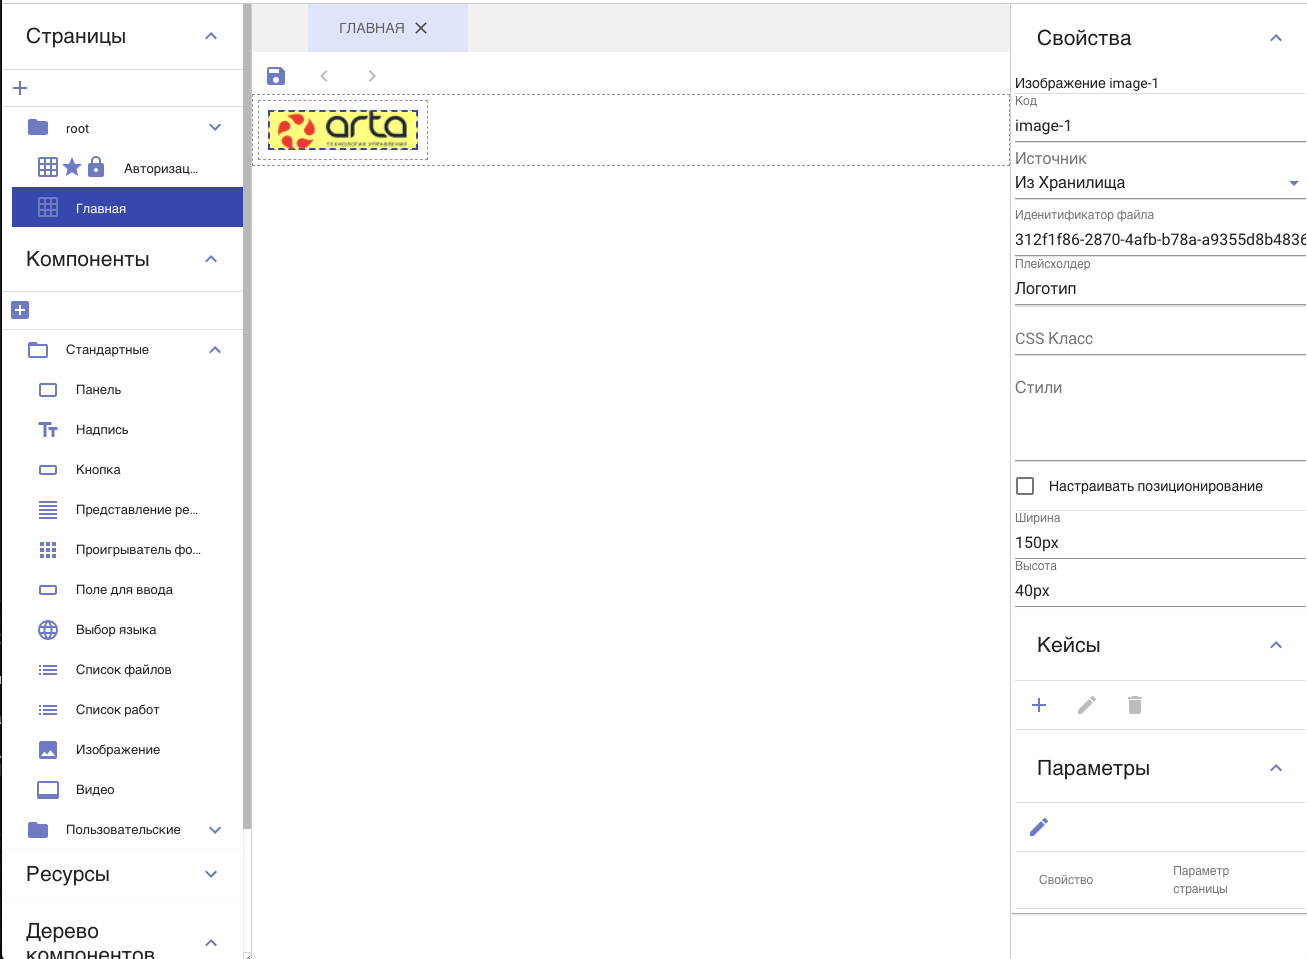 Страницы
root
Авторизац...
Главная
Компоненты
Стандартные
Панель
Надпись
Кнопка
Представление ре...
Проигрыватель фо...
Поле для ввода
Выбор языка
Список файлов
Список работ
Изображение
Видео
Пользовательские
Ресурсы
Дерево
компонентов
ГЛАВНАЯ
arta
ТЕХНОЛОГИЯ УПРАВЛЕНИЯ
Свойства
Изображение image-1
Код
image-1
Источник
Из Хранилища
Иденитификатор файла
312f1f86-2870-4afb-b78a-a9355d8b4836
Плейсхолдер
Логотип
CSS Класс
Стили
Настраивать позиционирование
Ширина
150px
Высота
40px
Кейсы
Параметры
Свойство
Параметр
страницы